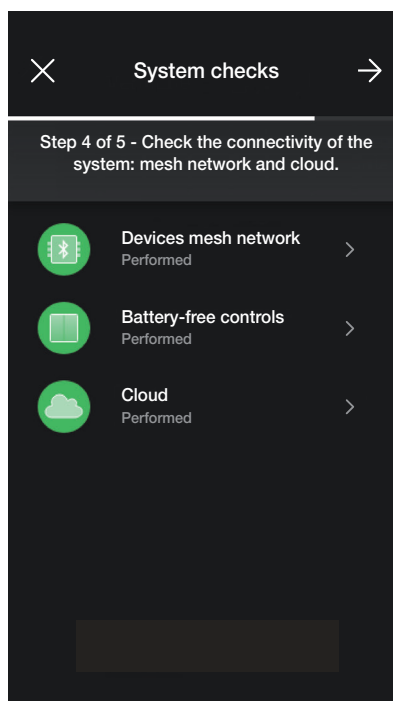 System checks
Step 4 of 5 - Check the connectivity of the
system: mesh network and cloud.
Devices mesh network
Performed
Battery-free controls
Performed
Cloud
Performed